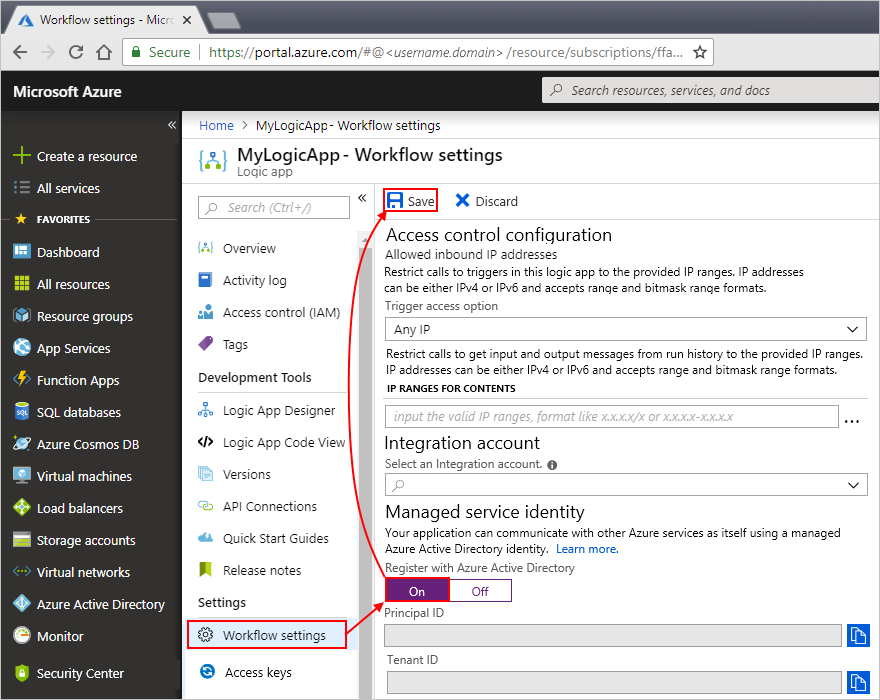 Workflow settings - Micr
Secure
https://portal.azure.com/#@<username.domain>/resource/subscriptions/ffa...
Microsoft Azure
Search resources, services, and docs
Create a resource
All services
FAVORITES
Dashboard
All resources
Resource groups
App Services
Function Apps
SQL databases
Azure Cosmos DB
Virtual machines
Load balancers
Storage accounts
Virtual networks
Azure Active Directory
Monitor
Security Center
Home > MyLogicApp - Workflow settings
MyLogicApp - Workflow settings
Logic app
Search (Ctrl+/)
Overview
Activity log
Access control (IAM)
Tags
Development Tools
Logic App Designer
Logic App Code View
Versions
API Connections
Quick Start Guides
Release notes
Settings
Workflow settings
Access keys
Save
Discard
Access control configuration
Allowed inbound IP addresses
Restrict calls to triggers in this logic app to the provided IP ranges. IP addresses
can be either IPv4 or IPv6 and accepts range and bitmask range formats.
Trigger access option
Any IP
Restrict calls to get input and output messages from run history to the provided IP ranges.
IP addresses can be either IPv4 or IPv6 and accepts range and bitmask range formats.
IP RANGES FOR CONTENTS
input the valid IP ranges, format like x.x.x.x/x or x.x.x.x-x.x.x.x
...
Integration account
Select an Integration account.
Managed service identity
Your application can communicate with other Azure services as itself using a managed
Azure Active Directory identity. Learn more.
Register with Azure Active Directory
On
Off
Principal ID
Tenant ID